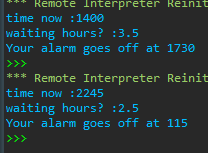 *** Remote Interpreter Reinit
time now :1400
waiting hours? :3.5
Your alarm goes off at 1730
>>>
*** Remote Interpreter Reinit
time now :2245
waiting hours? :2.5
Your alarm goes off at 115
>>>